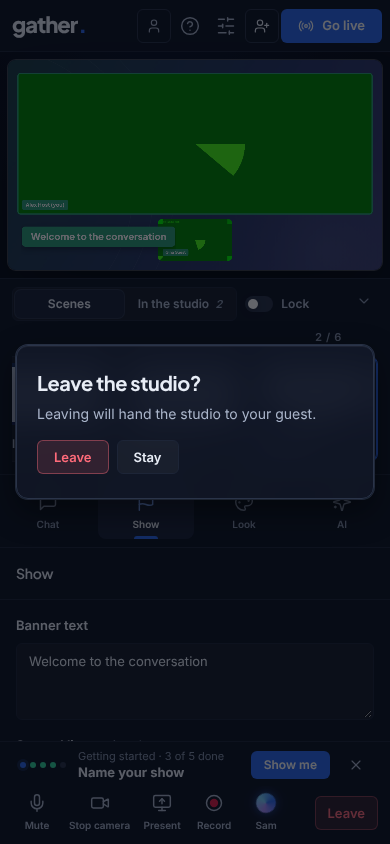 gather.
Go live
Alex Host (you)
Welcome to the conversation
Scenes
In the studio 2
Lock
2 / 6
Leave the studio?
Leaving will hand the studio to your guest.
Leave
Stay
Chat
Show
Look
AI
Show
Banner text
Welcome to the conversation
Getting started · 3 of 5 done
Name your show
Show me
Mute
Stop camera
Present
Record
Sam
Leave